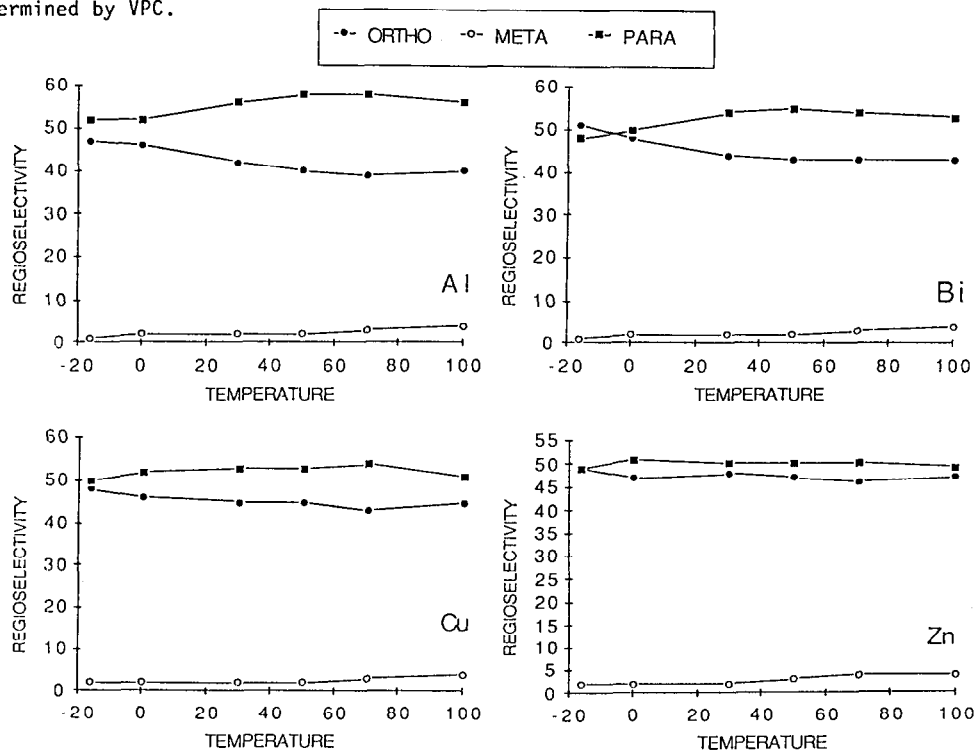 ermined by VPC.
ORTHO META PARA
60
50
40
30
20
10
0
REGIOSELECTIVITY
Al
-20 0 20 40 60 80 100
TEMPERATURE
60
50
40
30
20
10
0
REGIOSELECTIVITY
Bi
-20 0 20 40 60 80 100
TEMPERATURE
60
50
40
30
20
10
0
REGIOSELECTIVITY
Cu
-20 0 20 40 60 80 100
TEMPERATURE
55
50
45
40
35
30
25
20
15
10
5
0
REGIOSELECTIVITY
Zn
-20 0 20 40 60 80 100
TEMPERATURE